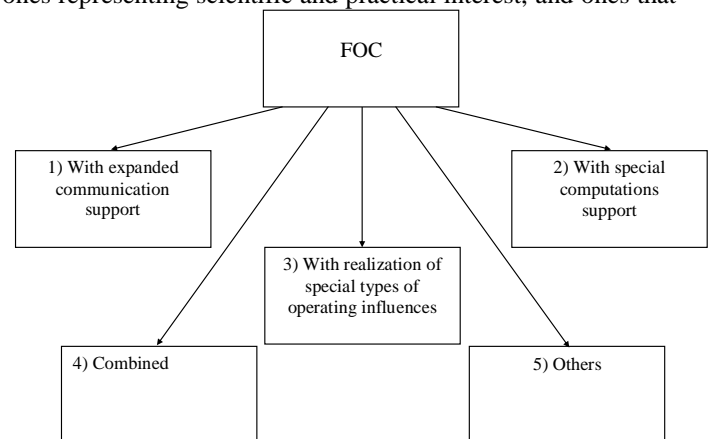 ones representing scientific and practical interest, and ones that
FOC
1) With expanded
communication
support
2) With special
computations
support
3) With realization of
special types of
operating influences
4) Combined
5) Others